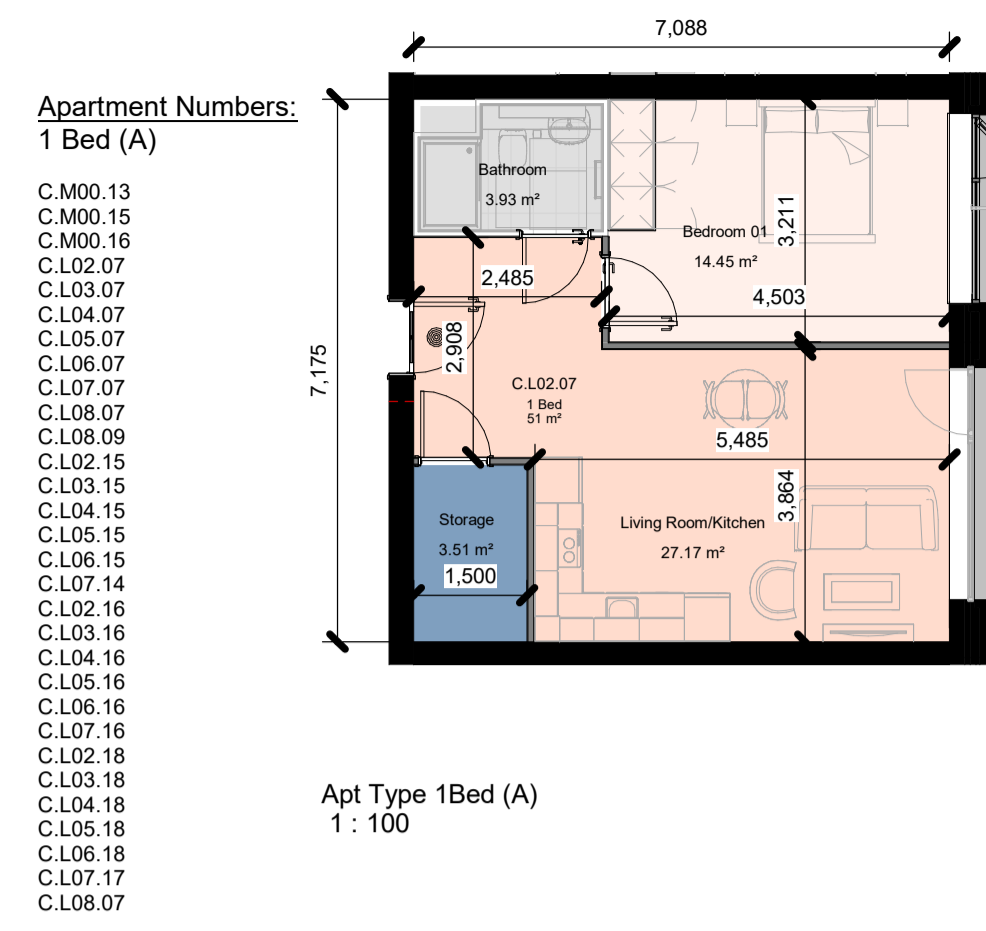 Apartment Numbers:
1 Bed (A)
C.M00.13
C.M00.15
C.M00.16
C.L02.07
C.L03.07
C.L04.07
C.L05.07
C.L06.07
C.L07.07
C.L08.07
C.L08.09
C.L02.15
C.L03.15
C.L04.15
C.L05.15
C.L06.15
C.L07.14
C.L02.16
C.L03.16
C.L04.16
C.L05.16
C.L06.16
C.L07.16
C.L02.18
C.L03.18
C.L04.18
C.L05.18
C.L06.18
C.L07.17
C.L08.07
7,088
7,175
Bathroom
3.93 m²
Bedroom 01
14.45 m²
3,211
2,485
4,503
2,908
C.L02.07
1 Bed
51 m²
5,485
3,864
Storage
3.51 m²
1,500
Living Room/Kitchen
27.17 m²
Apt Type 1Bed (A)
1 : 100